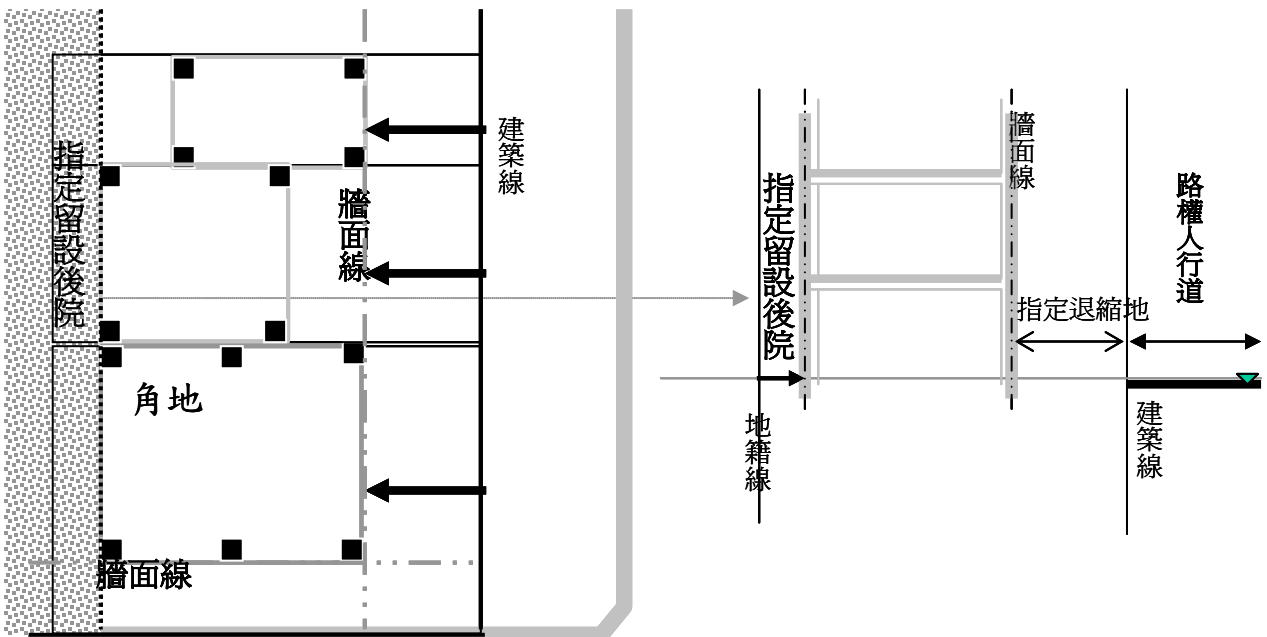 指定留設後院
牆面線
建築線
角地
牆面線
指定留設後院
牆面線
路權人行道
指定退縮地
地籍線
建築線